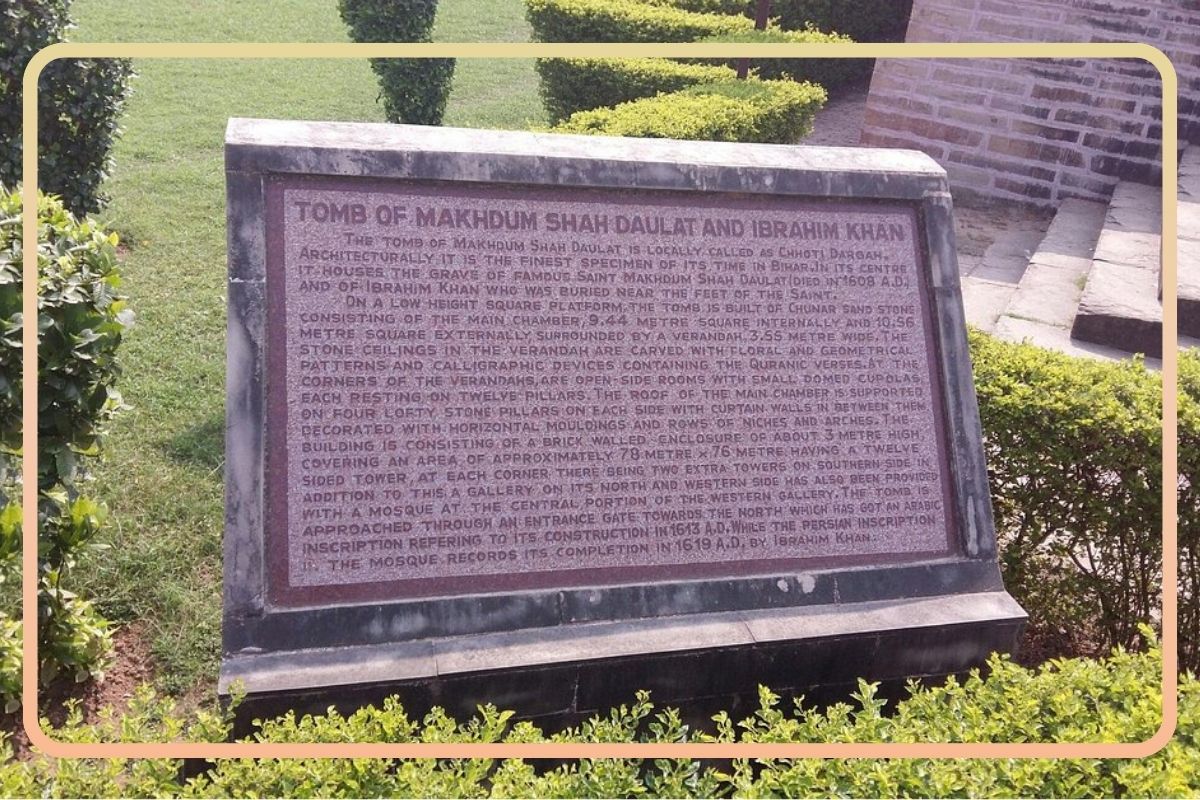 TOMB OF MAKHDUM SHAH DAULAT AND IBRAHIM KHAN
THE TOMB OF MAKHDUM SHAH DAULAT IS LOCALLY CALLED AS CHHOTI DARGAH.
ARCHITECTURALLY IT IS THE FINEST SPECIMEN OF ITS TIME IN BIHAR. IN ITS CENTRE
IT HOUSES THE GRAVE OF FAMOUS SAINT MAKHDUM SHAH DAULAT (DIED IN 1608 A.D.)
AND OF IBRAHIM KHAN WHO WAS BURIED NEAR THE FEET OF THE SAINT.
ON A LOW HEIGHT SQUARE PLATFORM, THE TOMB IS BUILT OF CHUNAR SAND STONE
CONSISTING OF THE MAIN CHAMBER, 9.44 METRE SQUARE INTERNALLY AND 10.56
METRE SQUARE EXTERNALLY SURROUNDED BY A VERANDAH, 3.55 METRE WIDE. THE
STONE CEILINGS IN THE VERANDAH ARE CARVED WITH FLORAL AND GEOMETRICAL
PATTERNS AND CALLIGRAPHIC DEVICES CONTAINING THE QURANIC VERSES. AT THE
CORNERS OF THE VERANDAHS, ARE OPEN-SIDE ROOMS WITH SMALL DOMED CUPOLAS,
EACH RESTING ON TWELVE PILLARS. THE ROOF OF THE MAIN CHAMBER IS SUPPORTED
ON FOUR LOFTY STONE PILLARS ON EACH SIDE WITH CURTAIN WALLS IN BETWEEN THEM
DECORATED WITH HORIZONTAL MOULDINGS AND ROWS OF NICHES AND ARCHES. THE
BUILDING IS CONSISTING OF A BRICK WALLED ENCLOSURE OF ABOUT 3 METRE HIGH
COVERING AN AREA OF APPROXIMATELY 78 METRE × 76 METRE HAVING A TWELVE
SIDED TOWER, AT EACH CORNER THERE BEING TWO EXTRA TOWERS ON SOUTHERN SIDE IN
ADDITION TO THIS A GALLERY ON ITS NORTH AND WESTERN SIDE HAS ALSO BEEN PROVIDED
WITH A MOSQUE AT THE CENTRAL PORTION OF THE WESTERN GALLERY. THE TOMB IS
APPROACHED THROUGH AN ENTRANCE GATE TOWARDS THE NORTH WHICH HAS GOT AN ARABIC
INSCRIPTION REFERING TO ITS CONSTRUCTION IN 1613 A.D. WHILE THE PERSIAN INSCRIPTION
IN THE MOSQUE RECORDS ITS COMPLETION IN 1619 A.D. BY IBRAHIM KHAN.